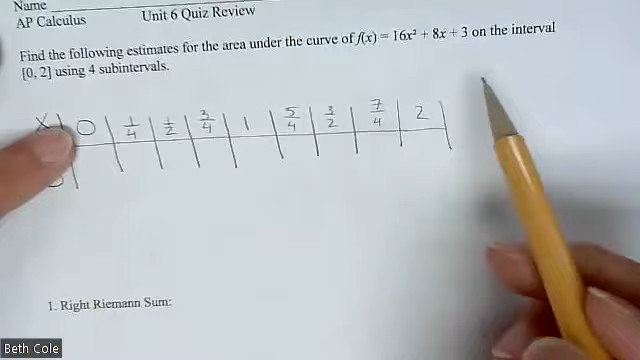 Name
AP Calculus Unit 6 Quiz Review
Find the following estimates for the area under the curve of f(x) = 16x² + 8x + 3 on the interval
[0, 2] using 4 subintervals.
x 0 1/4 1/2 3/4 1 5/4 3/2 7/4 2
1. Right Riemann Sum:
Beth Cole